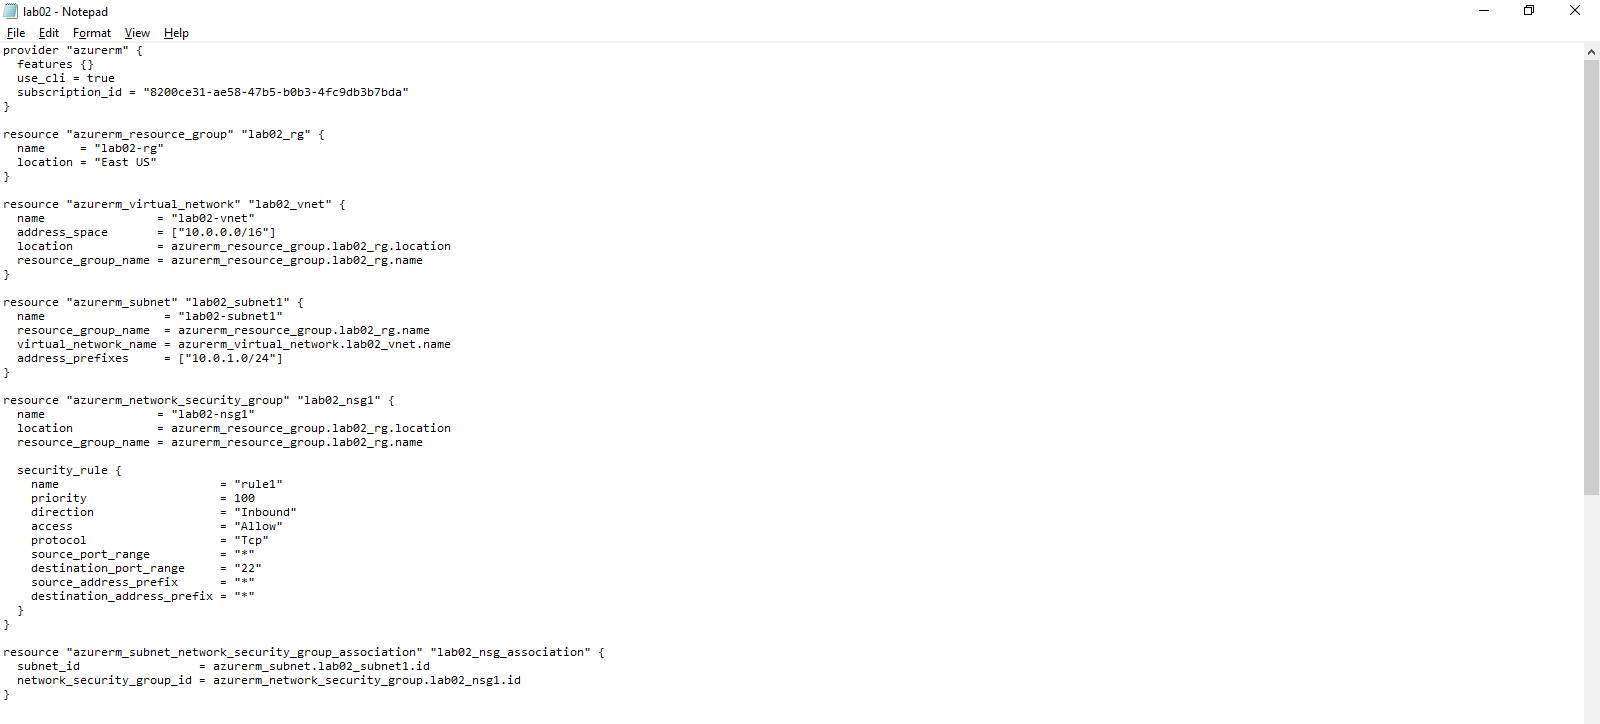 lab02 - Notepad
File Edit Format View Help
provider "azurerm" {
  features {}
  use_cli = true
  subscription_id = "8200ce31-ae58-47b5-b0b3-4fc9db3b7bda"
}

resource "azurerm_resource_group" "lab02_rg" {
  name     = "lab02-rg"
  location = "East US"
}

resource "azurerm_virtual_network" "lab02_vnet" {
  name                = "lab02-vnet"
  address_space       = ["10.0.0.0/16"]
  location            = azurerm_resource_group.lab02_rg.location
  resource_group_name = azurerm_resource_group.lab02_rg.name
}

resource "azurerm_subnet" "lab02_subnet1" {
  name                 = "lab02-subnet1"
  resource_group_name  = azurerm_resource_group.lab02_rg.name
  virtual_network_name = azurerm_virtual_network.lab02_vnet.name
  address_prefixes     = ["10.0.1.0/24"]
}

resource "azurerm_network_security_group" "lab02_nsg1" {
  name                = "lab02-nsg1"
  location            = azurerm_resource_group.lab02_rg.location
  resource_group_name = azurerm_resource_group.lab02_rg.name

  security_rule {
    name                       = "rule1"
    priority                   = 100
    direction                  = "Inbound"
    access                     = "Allow"
    protocol                   = "Tcp"
    source_port_range          = "*"
    destination_port_range     = "22"
    source_address_prefix      = "*"
    destination_address_prefix = "*"
  }
}

resource "azurerm_subnet_network_security_group_association" "lab02_nsg_association" {
  subnet_id                 = azurerm_subnet.lab02_subnet1.id
  network_security_group_id = azurerm_network_security_group.lab02_nsg1.id
}